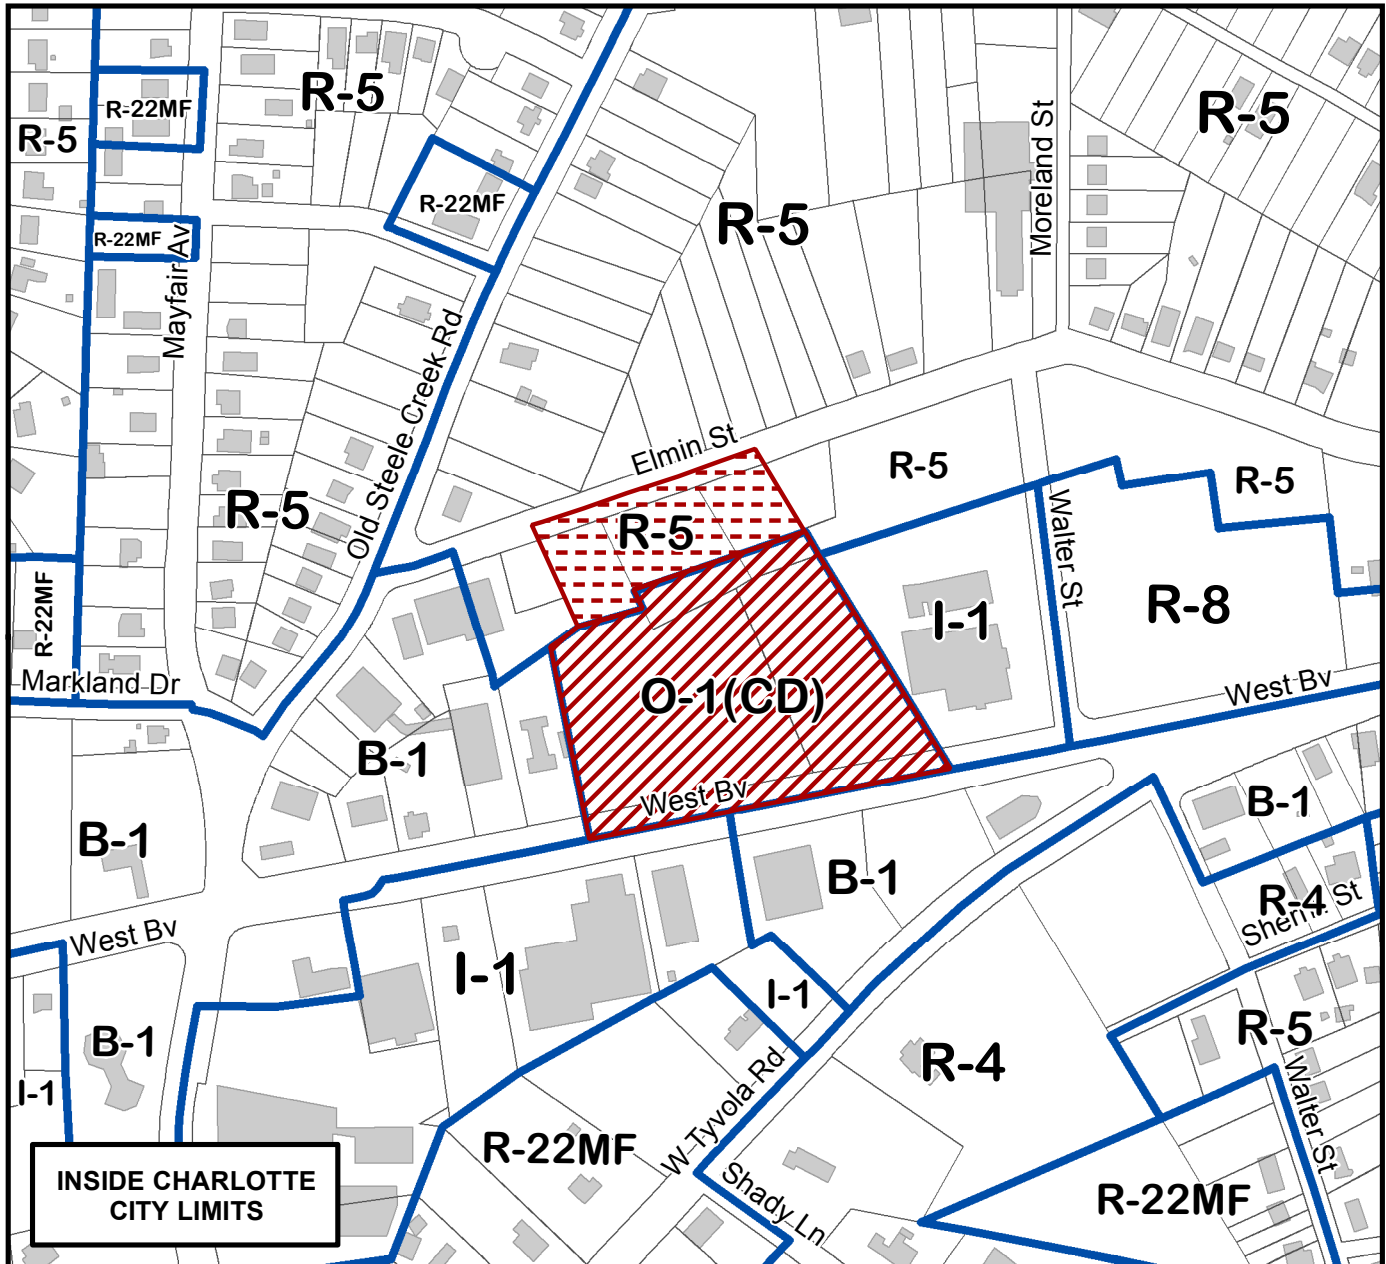 R-5
R-22MF
R-5
R-5
R-22MF
R-22MF
Mayfair Av
R-5
Moreland St
Old Steele Creek Rd
Elmin St
R-5
R-5
R-5
R-5
Walter St
R-22MF
R-8
I-1
Markland Dr
O-1(CD)
West Bv
B-1
West Bv
B-1
B-1
B-1
R-4
Sherrill St
West Bv
I-1
I-1
B-1
R-5
I-1
R-4
Walter St
W Tyvola Rd
R-22MF
Shady Ln
R-22MF
INSIDE CHARLOTTE
CITY LIMITS